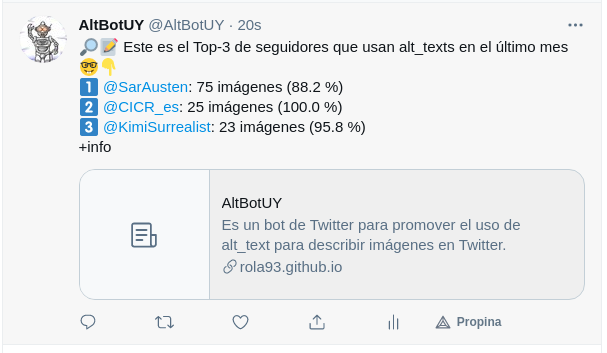 AltBotUY @AltBotUY · 20s
🔎📝 Este es el Top-3 de seguidores que usan alt_texts en el último mes
🤓👇
1️⃣ @SarAusten: 75 imágenes (88.2 %)
2️⃣ @CICR_es: 25 imágenes (100.0 %)
3️⃣ @KimiSurrealist: 23 imágenes (95.8 %)
+info
AltBotUY
Es un bot de Twitter para promover el uso de
alt_text para describir imágenes en Twitter.
rola93.github.io
Propina